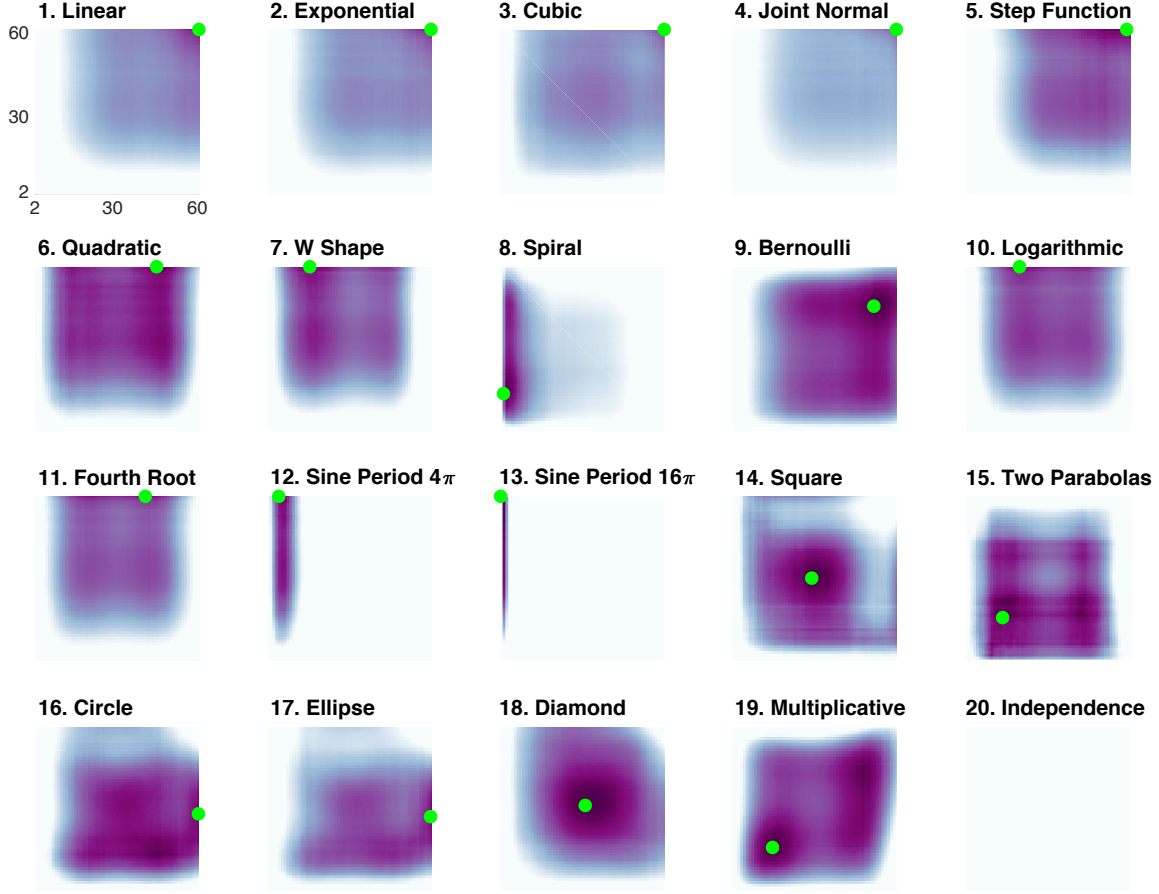 1. Linear
2. Exponential
3. Cubic
4. Joint Normal
5. Step Function
60
30
2
2 30 60
6. Quadratic
7. W Shape
8. Spiral
9. Bernoulli
10. Logarithmic
11. Fourth Root
12. Sine Period 4π
13. Sine Period 16π
14. Square
15. Two Parabolas
16. Circle
17. Ellipse
18. Diamond
19. Multiplicative
20. Independence